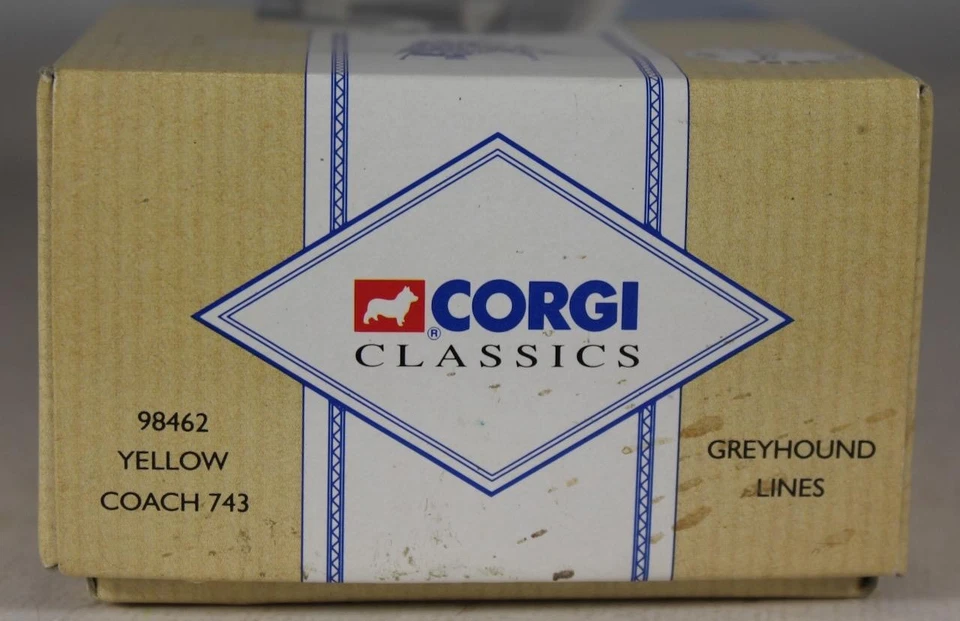 CORGI
®
CLASSICS
98462
YELLOW
COACH 743
GREYHOUND
LINES